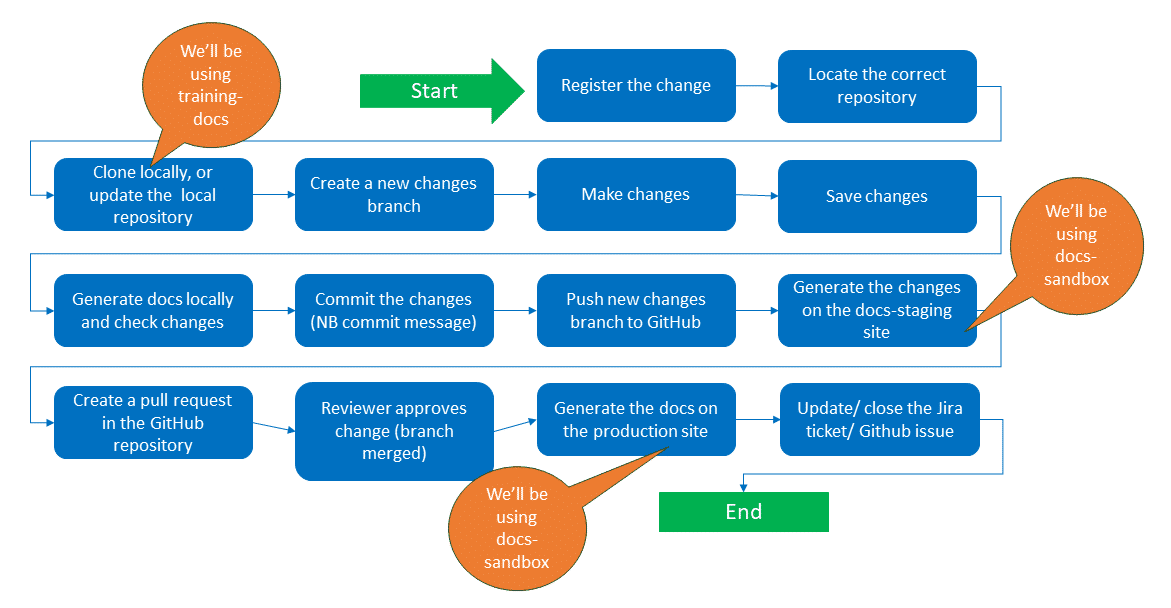 We'll be
using
training-
docs
Start
Register the change
Locate the correct
repository
Clone locally, or
update the local
repository
Create a new changes
branch
Make changes
Save changes
We'll be
using
docs-
sandbox
Generate docs locally
and check changes
Commit the changes
(NB commit message)
Push new changes
branch to GitHub
Generate the changes
on the docs-staging
site
Create a pull request
in the GitHub
repository
Reviewer approves
change (branch
merged)
Generate the docs on
the production site
Update/ close the Jira
ticket/ Github issue
We'll be
using
docs-
sandbox
End